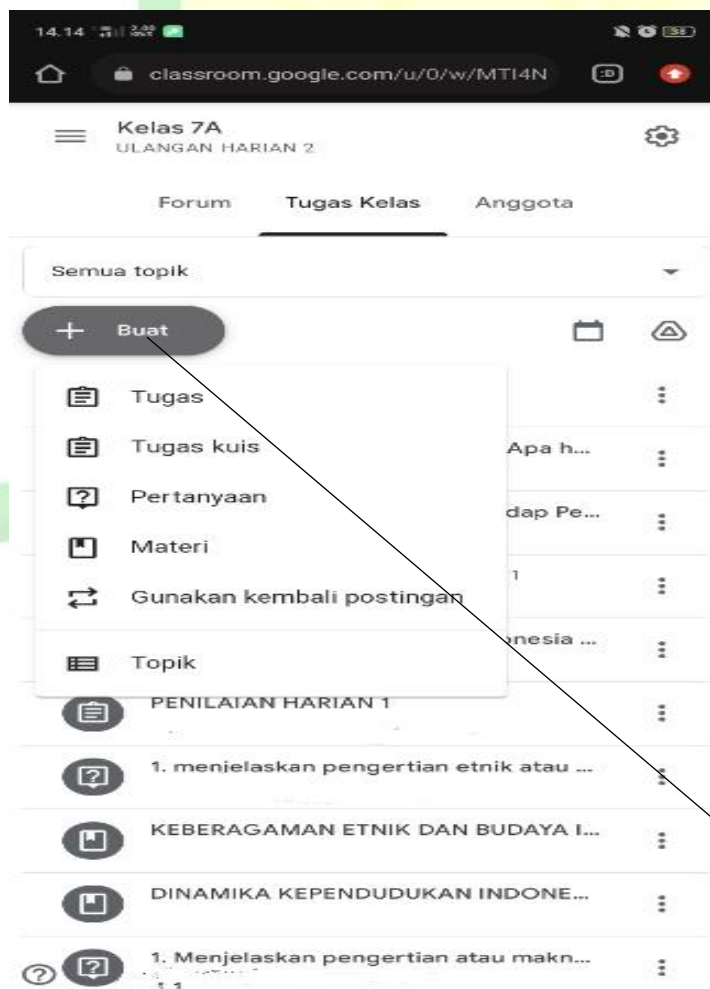 14.14
classroom.google.com/u/0/w/MTI4N :D
Kelas 7A
ULANGAN HARIAN 2
Forum Tugas Kelas Anggota
Semua topik
Buat
Tugas
Tugas kuis Apa h...
Pertanyaan
dap Pe...
Materi
1
Gunakan kembali postingan
onesia ...
Topik
PENILAIAN HARIAN 1
1. menjelaskan pengertian etnik atau ...
KEBERAGAMAN ETNIK DAN BUDAYA I...
DINAMIKA KEPENDUDUKAN INDONE...
1. Menjelaskan pengertian atau makn...